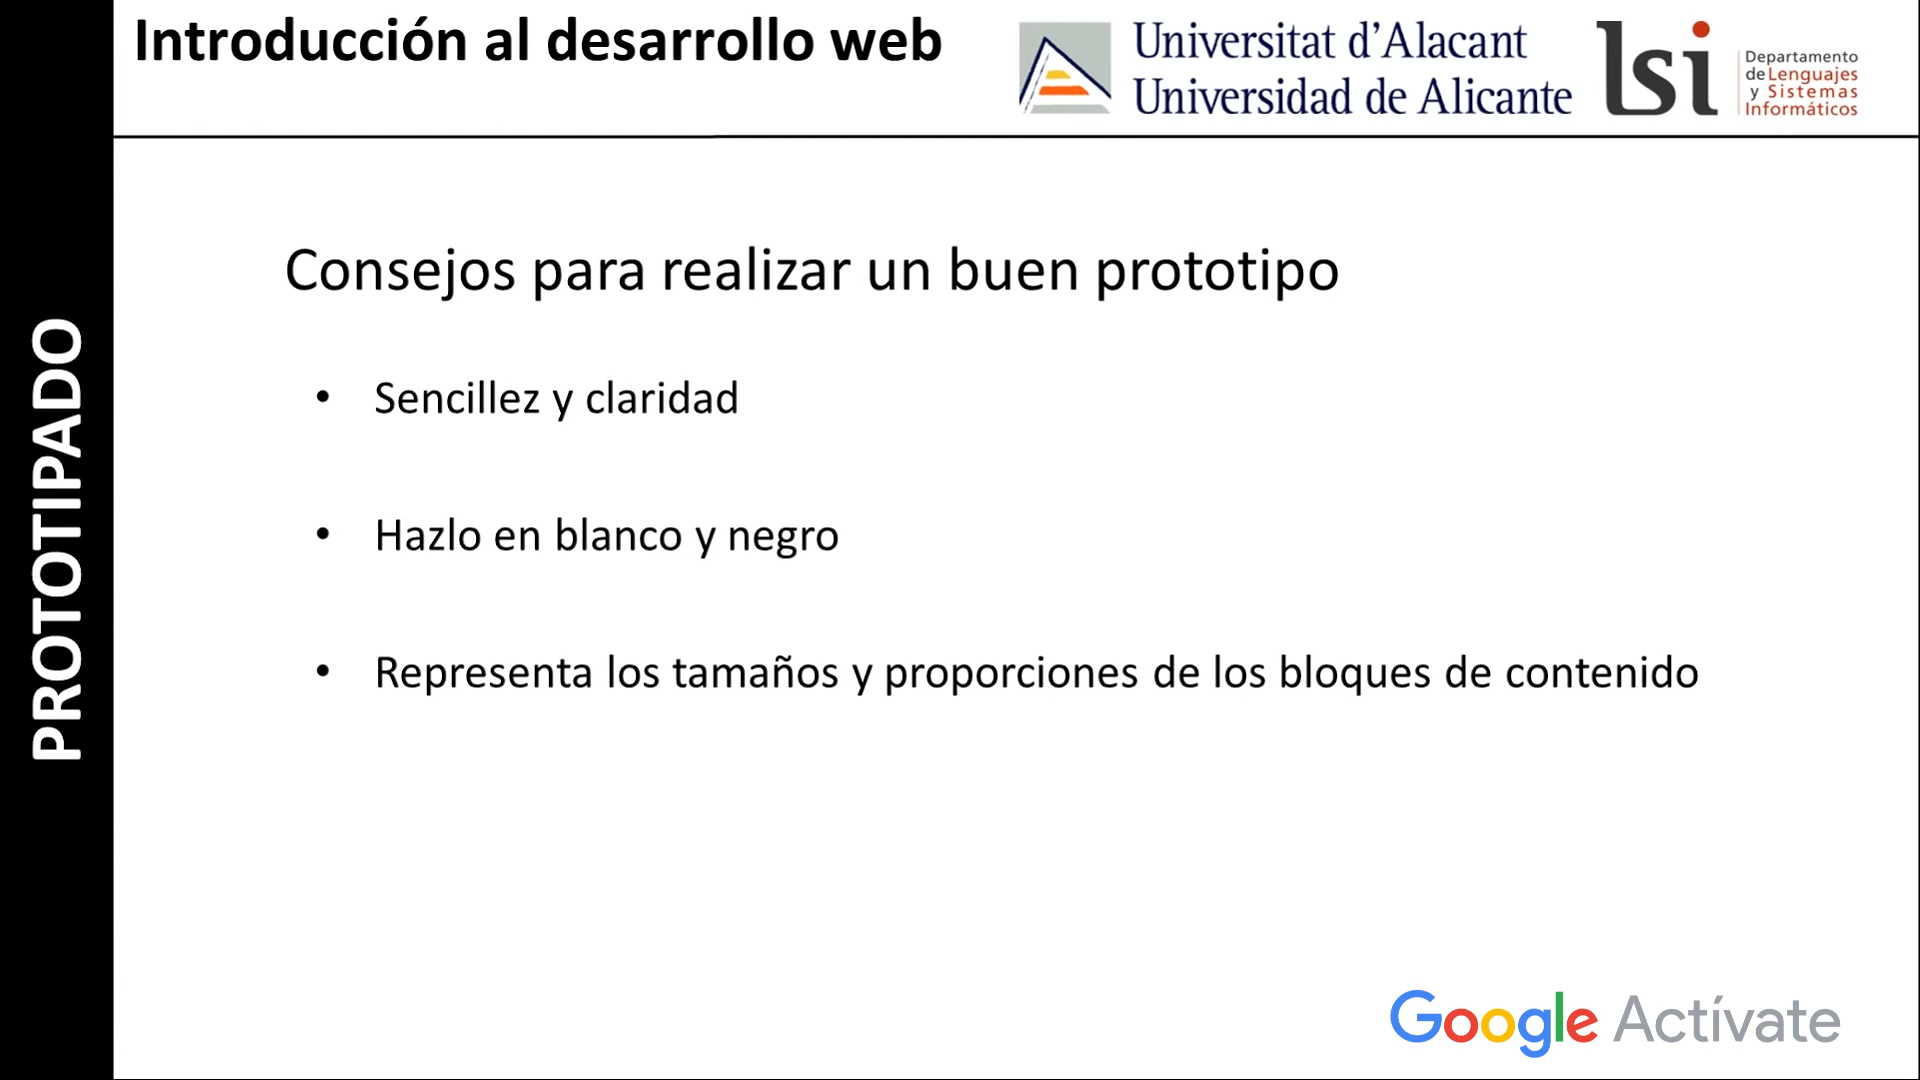 Introducción al desarrollo web
Universitat d’Alacant
Universidad de Alicante
lsi
Departamento
de Lenguajes
y Sistemas
Informáticos
PROTOTIPADO
Consejos para realizar un buen prototipo
• Sencillez y claridad
• Hazlo en blanco y negro
• Representa los tamaños y proporciones de los bloques de contenido
Google Actívate